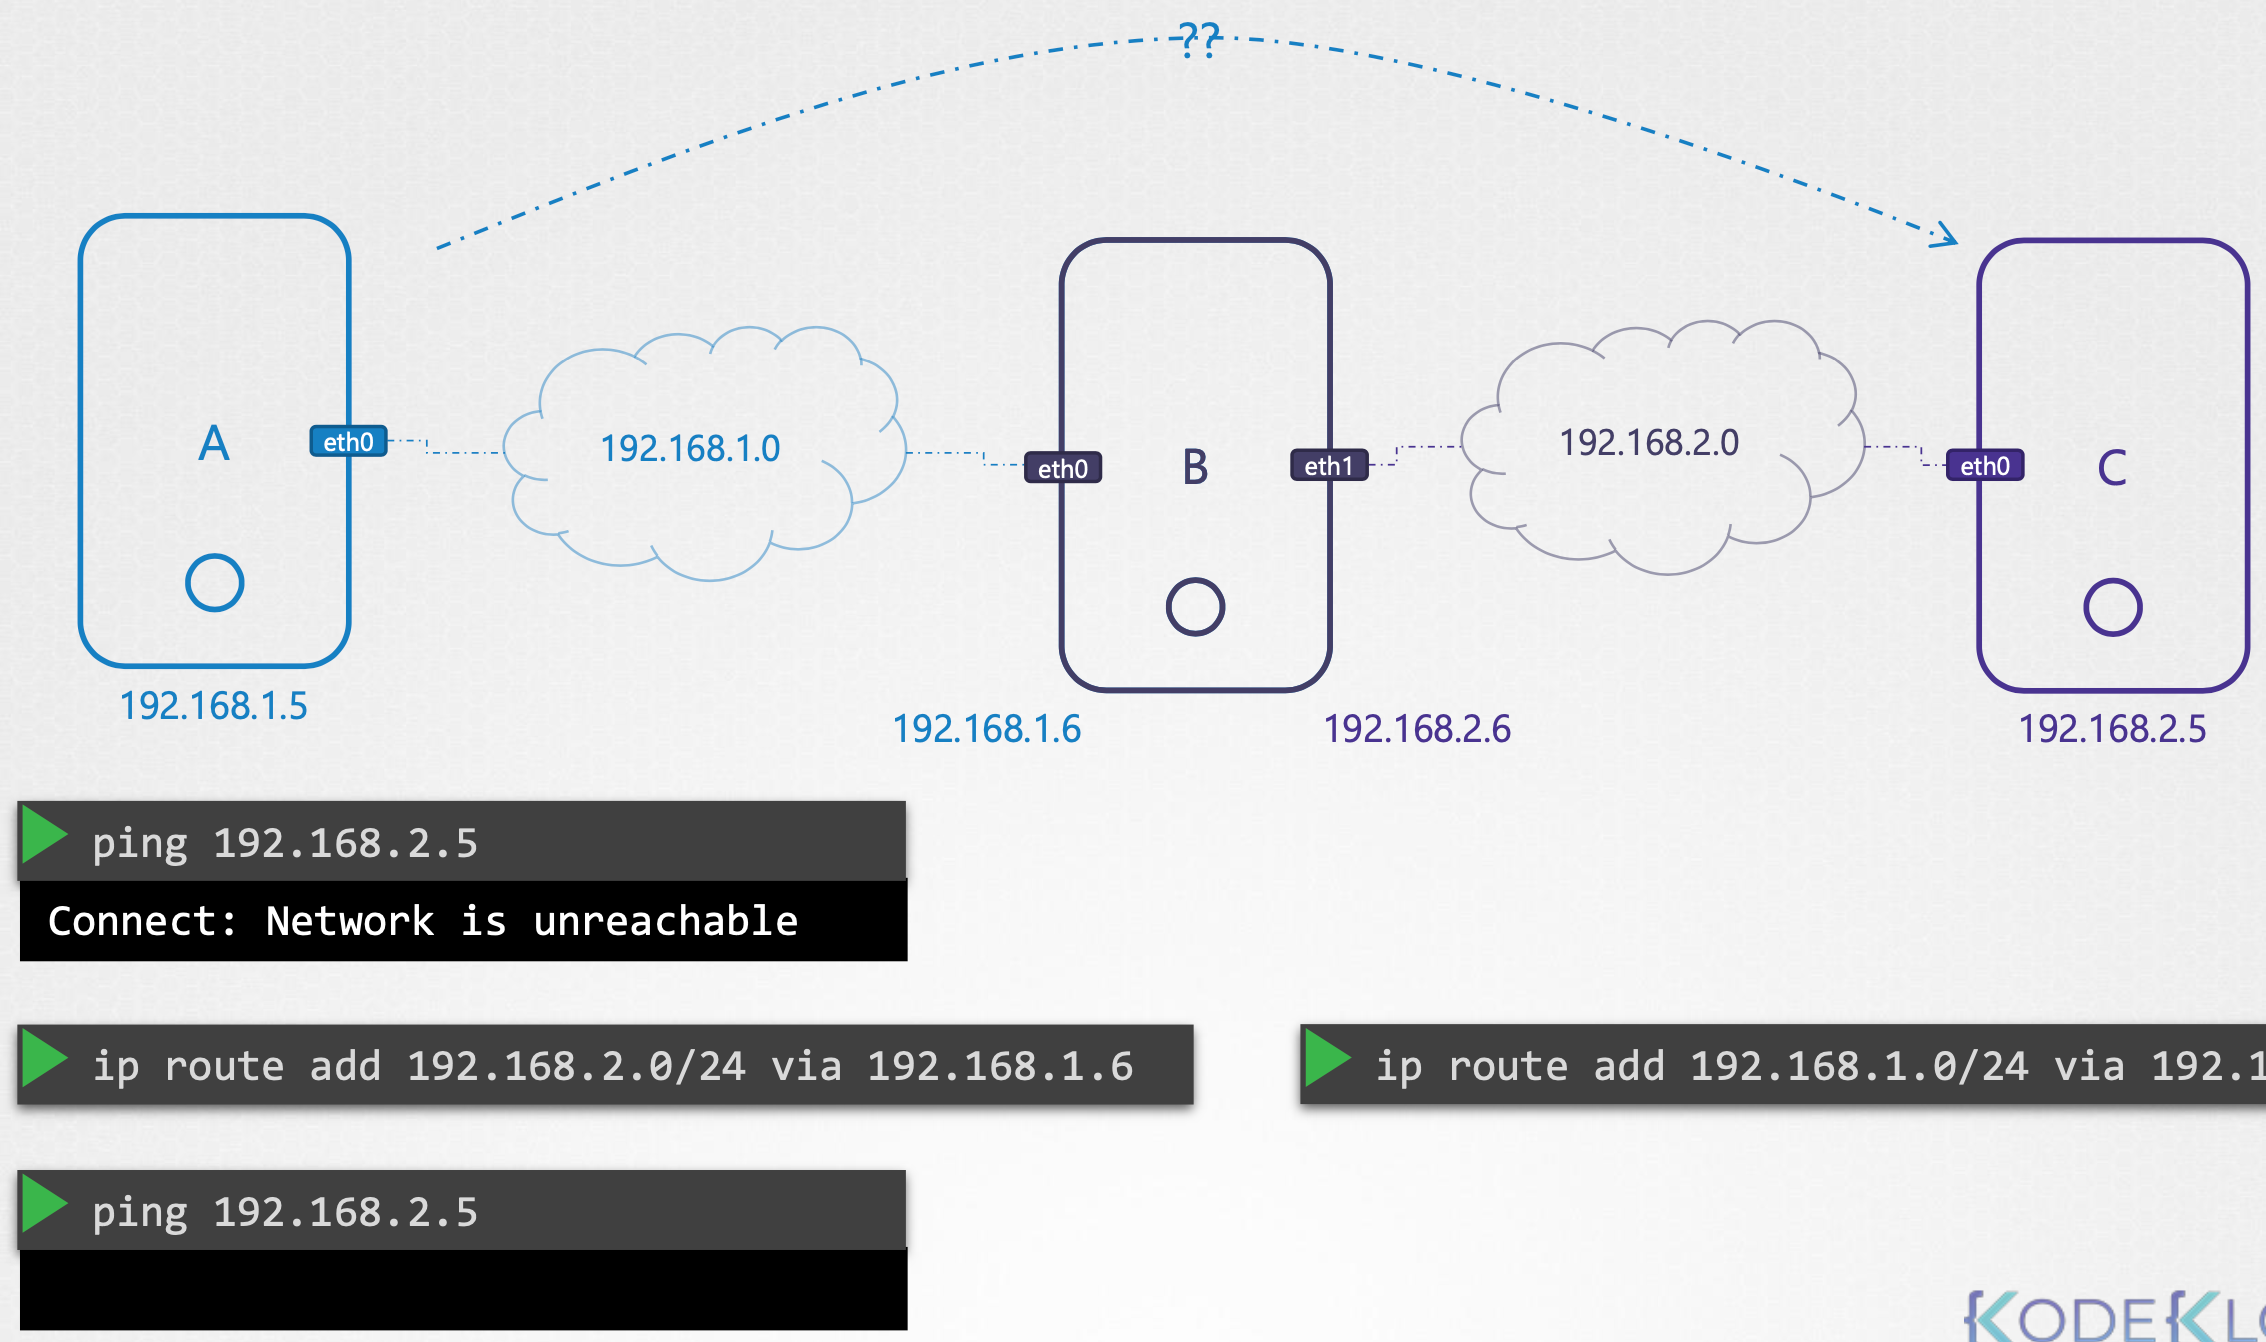 ??
A
eth0
192.168.1.0
eth0
B
eth1
192.168.2.0
eth0
C
192.168.1.5
192.168.1.6
192.168.2.6
192.168.2.5
ping 192.168.2.5
Connect: Network is unreachable
ip route add 192.168.2.0/24 via 192.168.1.6
ip route add 192.168.1.0/24 via 192.1
ping 192.168.2.5
{KODE{KL